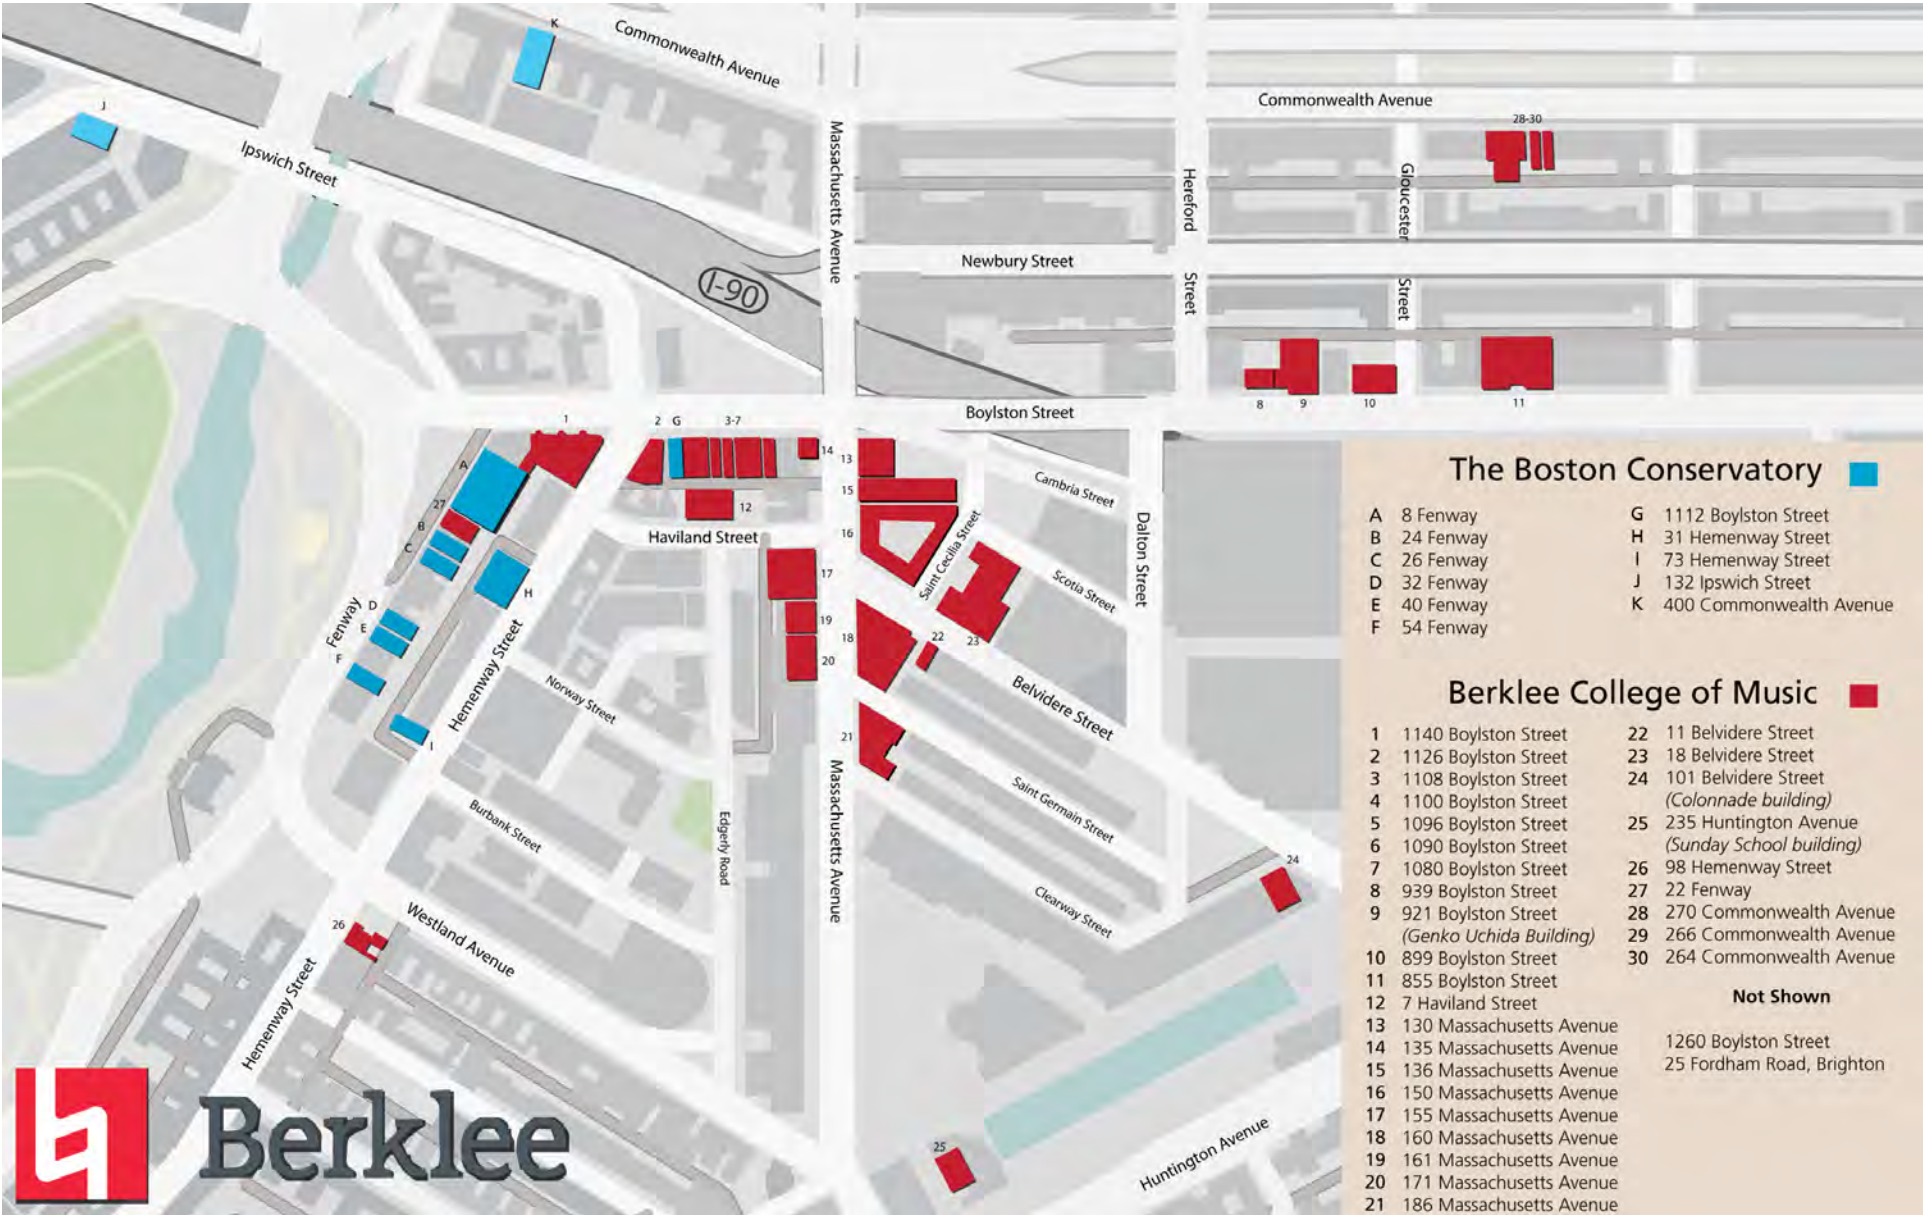 K
Commonwealth Avenue
J
Ipswich Street
Massachusetts Avenue
I-90
Commonwealth Avenue
28-30
Hereford
Street
Gloucester
Street
Newbury Street
8
9
10
11
Boylston Street
1
2
G
3-7
14
13
A
27
B
C
12
15
16
Haviland Street
Cambria Street
Saint Cecilia Street
Dalton Street
Scotia Street
17
19
18
20
22
23
H
D
E
F
Fenway
Hemenway Street
I
Norway Street
Belvidere Street
21
Massachusetts Avenue
Edgerly Road
Burbank Street
Saint Germain Street
Clearway Street
24
26
Westland Avenue
Hemenway Street
25
Huntington Avenue
Berklee
The Boston Conservatory
A 8 Fenway
B 24 Fenway
C 26 Fenway
D 32 Fenway
E 40 Fenway
F 54 Fenway
G 1112 Boylston Street
H 31 Hemenway Street
I 73 Hemenway Street
J 132 Ipswich Street
K 400 Commonwealth Avenue
Berklee College of Music
1 1140 Boylston Street
2 1126 Boylston Street
3 1108 Boylston Street
4 1100 Boylston Street
5 1096 Boylston Street
6 1090 Boylston Street
7 1080 Boylston Street
8 939 Boylston Street
9 921 Boylston Street
(Genko Uchida Building)
10 899 Boylston Street
11 855 Boylston Street
12 7 Haviland Street
13 130 Massachusetts Avenue
14 135 Massachusetts Avenue
15 136 Massachusetts Avenue
16 150 Massachusetts Avenue
17 155 Massachusetts Avenue
18 160 Massachusetts Avenue
19 161 Massachusetts Avenue
20 171 Massachusetts Avenue
21 186 Massachusetts Avenue
22 11 Belvidere Street
23 18 Belvidere Street
24 101 Belvidere Street
(Colonnade building)
25 235 Huntington Avenue
(Sunday School building)
26 98 Hemenway Street
27 22 Fenway
28 270 Commonwealth Avenue
29 266 Commonwealth Avenue
30 264 Commonwealth Avenue
Not Shown
1260 Boylston Street
25 Fordham Road, Brighton